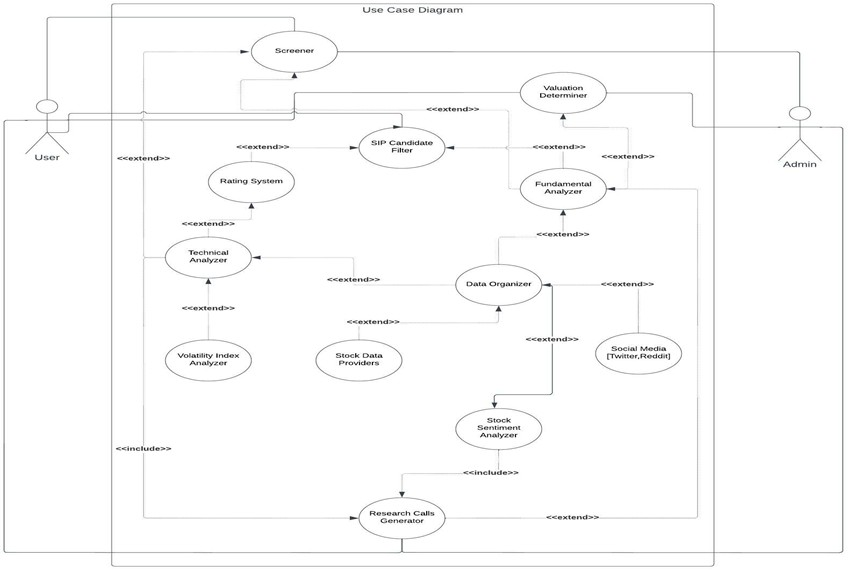 Use Case Diagram
Screener
Valuation
Determiner
<<extend>>
SIP Candidate
Filter
<<extend>>
<<extend>>
<<extend>>
<<extend>>
User
Admin
Rating System
Fundamental
Analyzer
<<extend>>
<<extend>>
Technical
Analyzer
<<extend>>
Data Organizer
<<extend>>
<<extend>>
<<extend>>
<<extend>>
Volatility Index
Analyzer
Stock Data
Providers
Social Media
[Twitter,Reddit]
Stock
Sentiment
Analyzer
<<include>>
<<include>>
Research Calls
Generator
<<extend>>